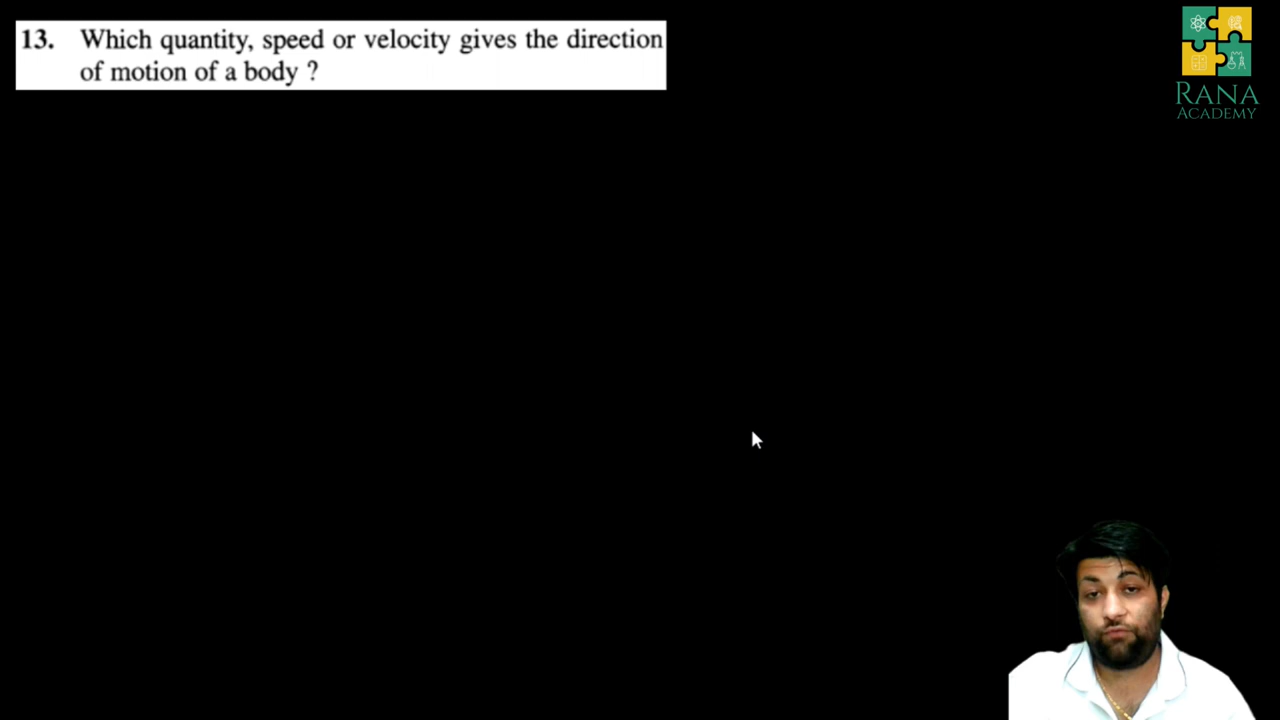 13. Which quantity, speed or velocity gives the direction
of motion of a body ?
RANA
ACADEMY